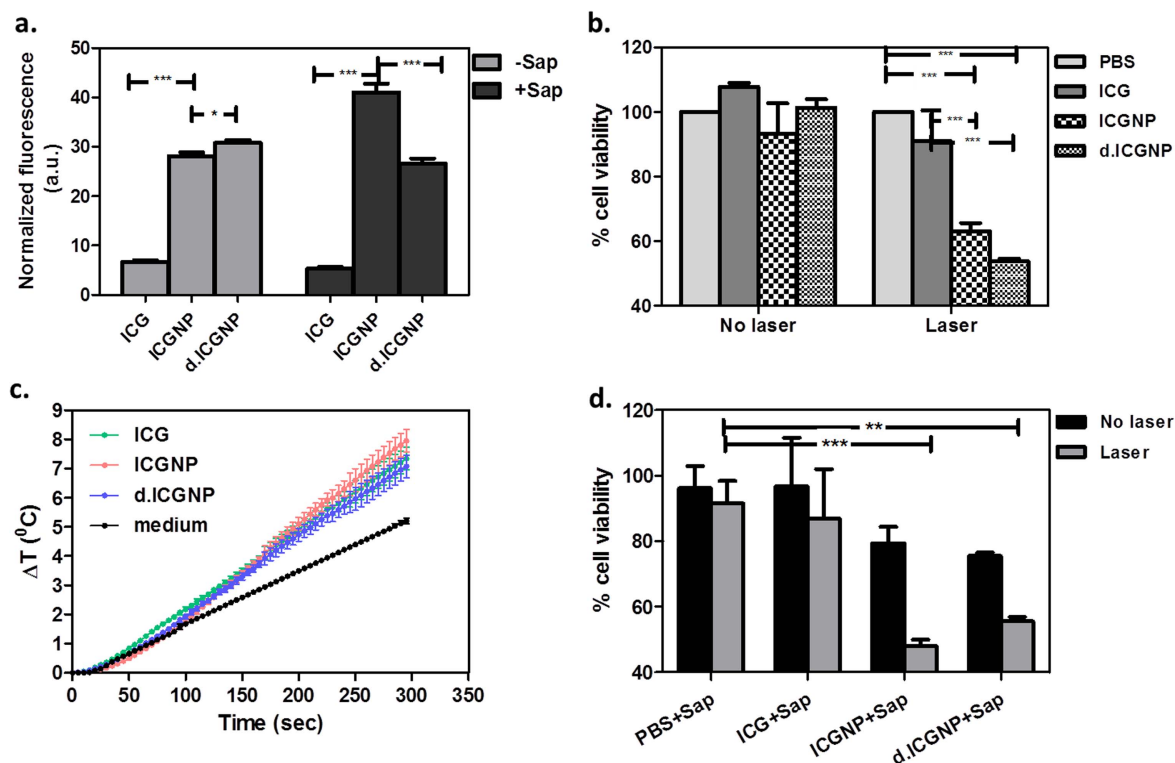 a.
50
40
30
20
10
0
Normalized fluorescence
(a.u.)
***
*
***
***
-Sap
+Sap
ICG
ICGNP
d.ICGNP
ICG
ICGNP
d.ICGNP
b.
120
100
80
60
40
% cell viability
***
***
***
***
PBS
ICG
ICGNP
d.ICGNP
No laser
Laser
c.
9
8
7
6
5
4
3
2
1
0
ΔT (⁰C)
ICG
ICGNP
d.ICGNP
medium
0
50
100
150
200
250
300
350
Time (sec)
d.
120
100
80
60
40
% cell viability
**
***
No laser
Laser
PBS+Sap
ICG+Sap
ICGNP+Sap
d.ICGNP+Sap